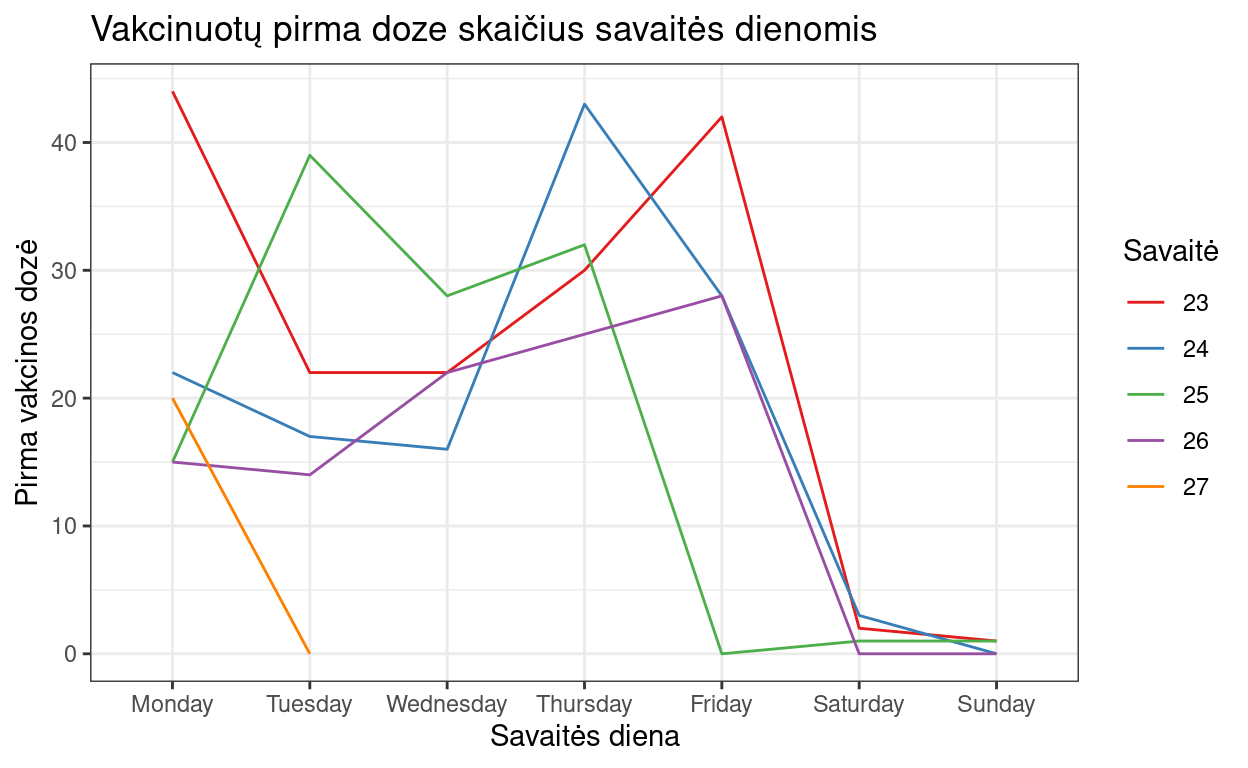 Vakcinuotų pirma doze skaičius savaitės dienomis
Pirma vakcinos dozė
40
30
20
10
0
Monday Tuesday Wednesday Thursday Friday Saturday Sunday
Savaitės diena
Savaitė
23
24
25
26
27